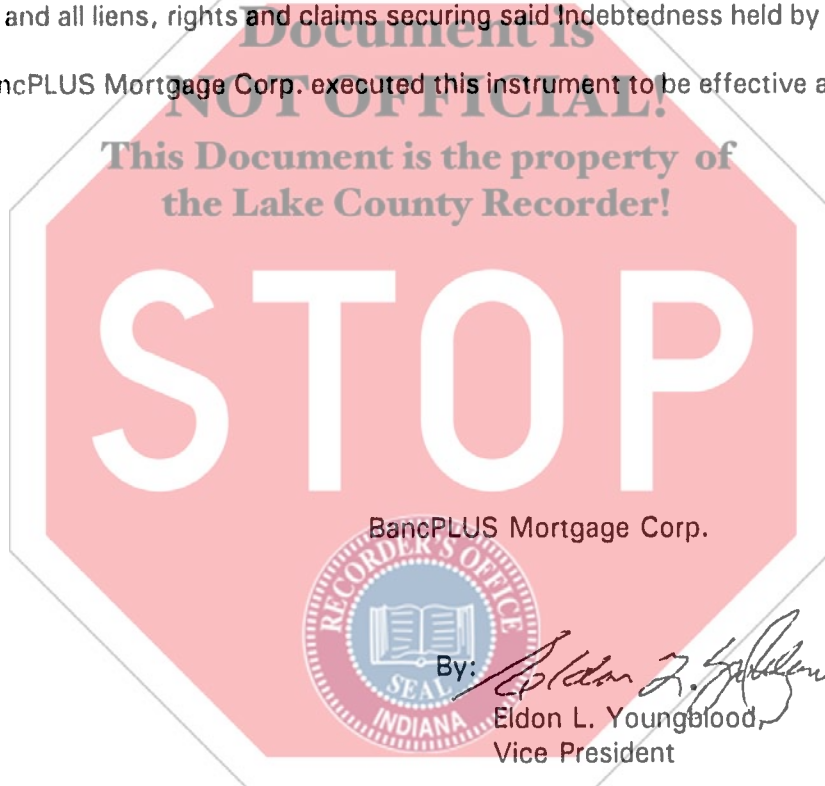 and all liens, rights and claims securing said Indebtedness held by
Document is
NOT OFFICIAL!
ncPLUS Mortgage Corp. executed this instrument to be effective a
This Document is the property of
the Lake County Recorder!
STOP
BancPLUS Mortgage Corp.
RECORDER'S OFFICE
SEAL
INDIANA
By: Eldon L. Youngblood
Eldon L. Youngblood,
Vice President